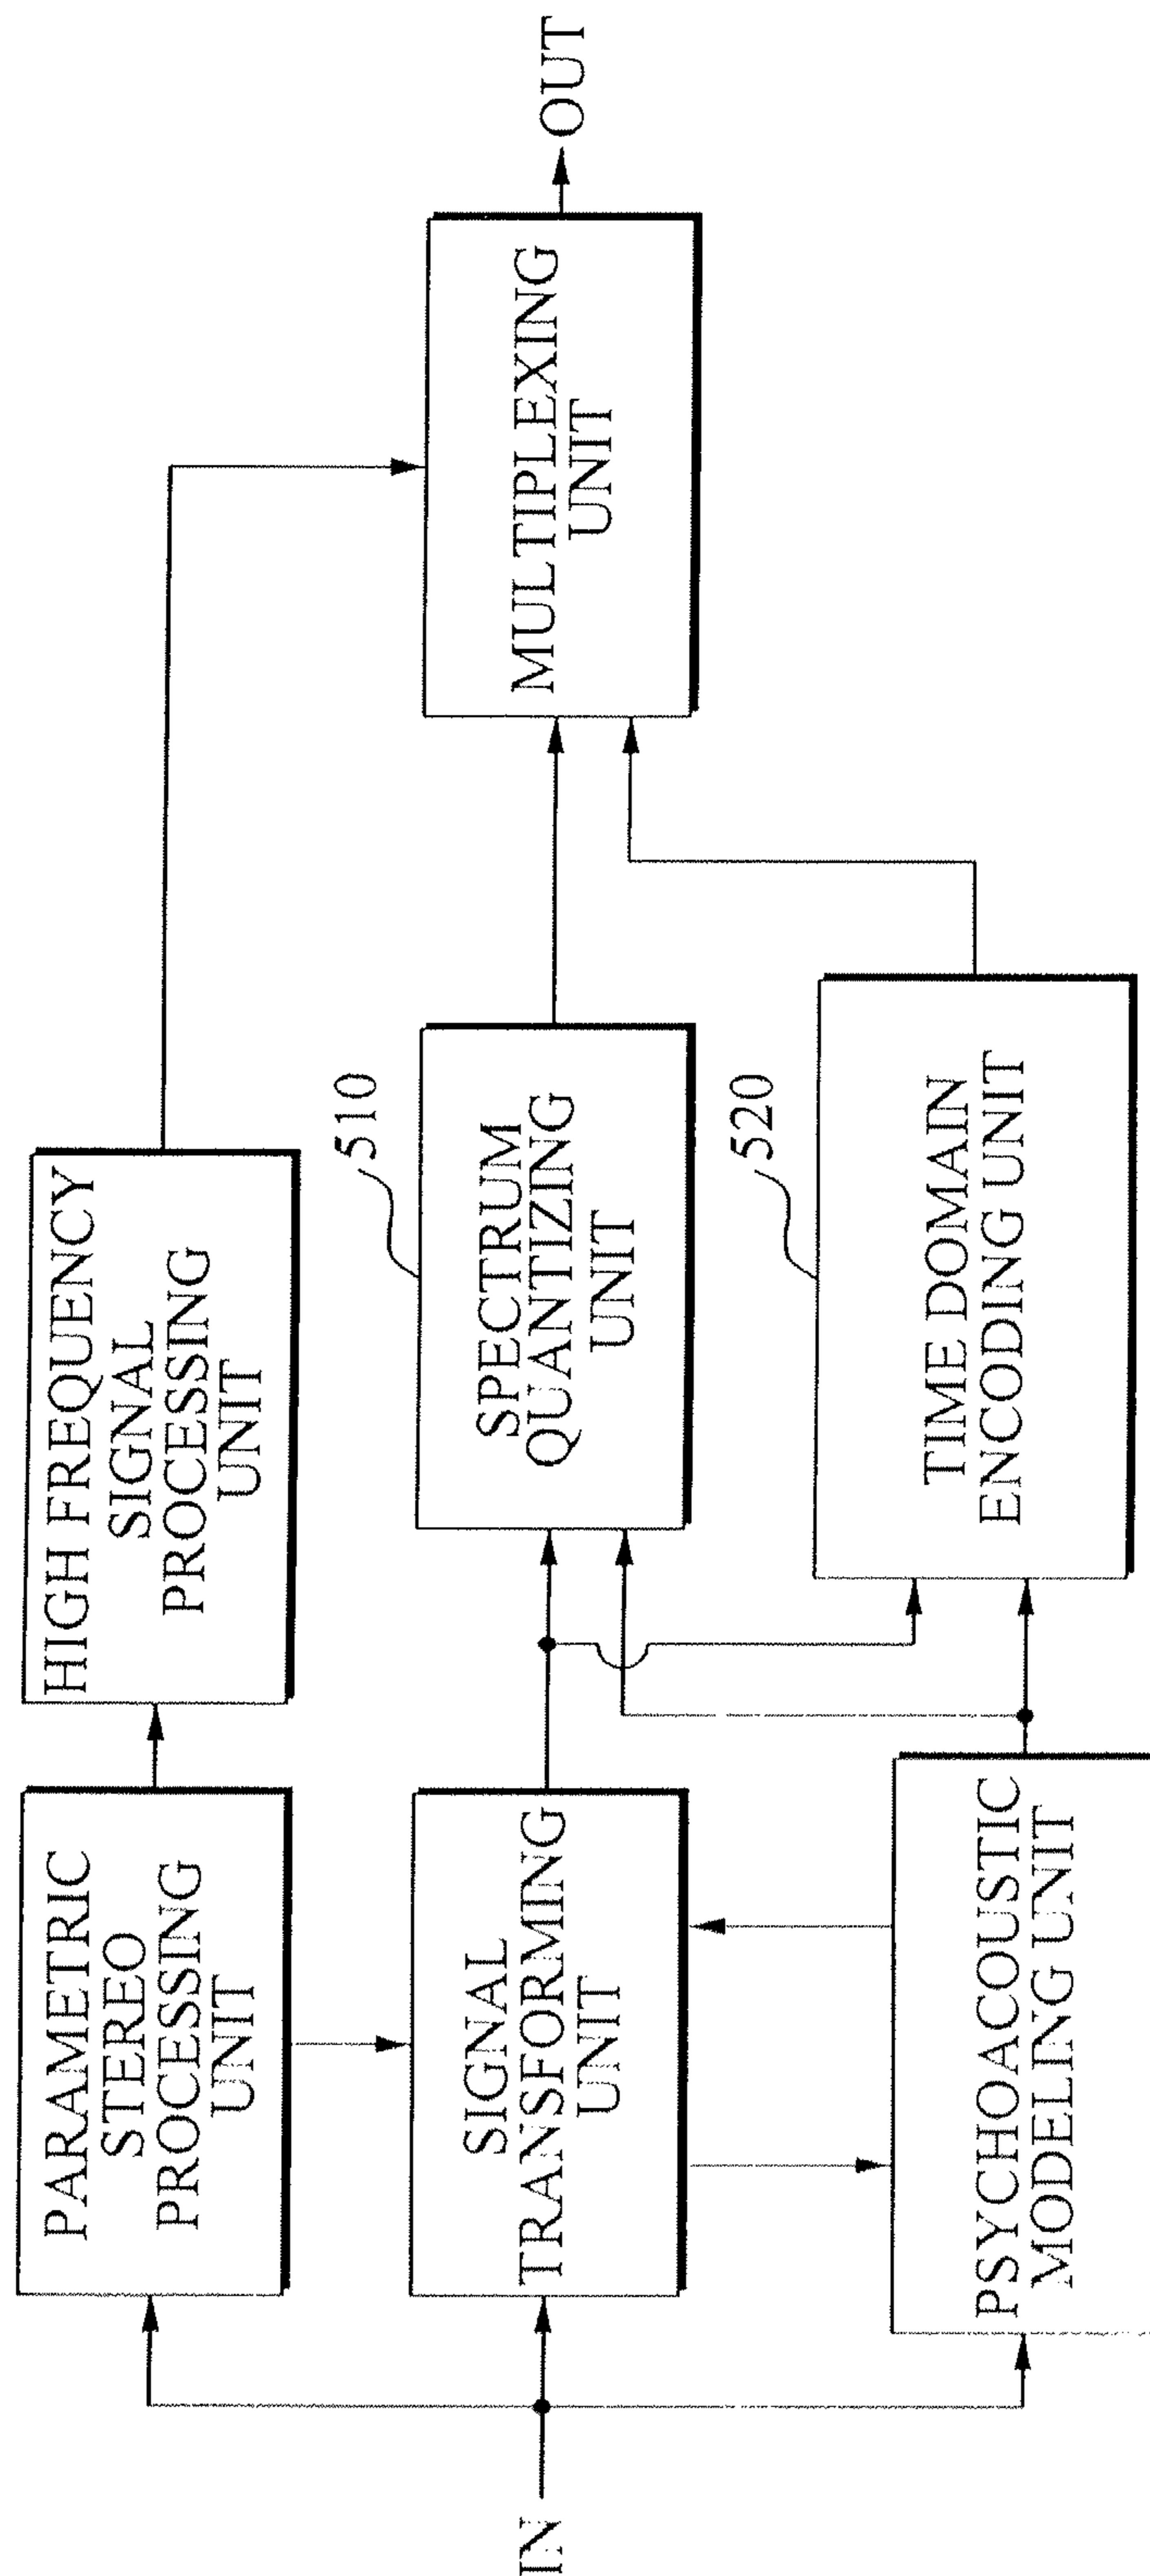 IN
PARAMETRIC
STEREO
PROCESSING
UNIT
HIGH FREQUENCY
SIGNAL
PROCESSING
UNIT
SIGNAL
TRANSFORMING
UNIT
510
SPECTRUM
QUANTIZING
UNIT
MULTIPLEXING
UNIT
OUT
PSYCHOACOUSTIC
MODELING UNIT
520
TIME DOMAIN
ENCODING UNIT